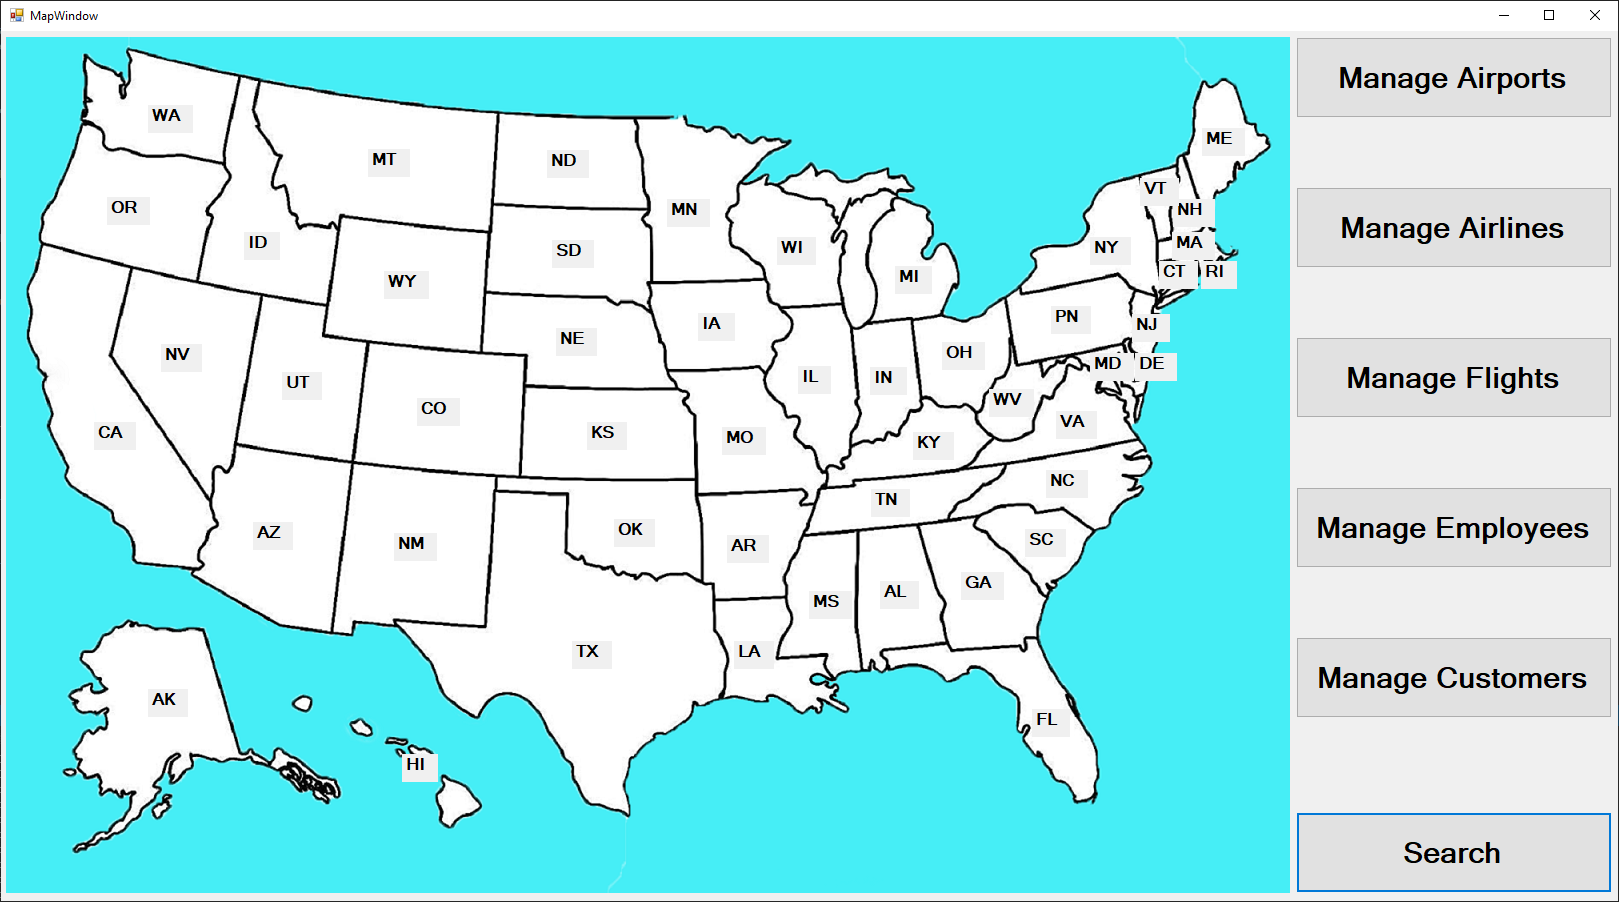 MapWindow
Manage Airports
Manage Airlines
Manage Flights
Manage Employees
Manage Customers
Search
WA
MT
ND
MN
ME
OR
ID
SD
WI
VT
NH
NY
MA
WY
MI
CT
RI
NE
IA
PN
NJ
NV
UT
CO
IL
IN
OH
MD
DE
CA
KS
MO
KY
WV
VA
AZ
NM
OK
AR
TN
NC
SC
MS
AL
GA
TX
LA
FL
AK
HI